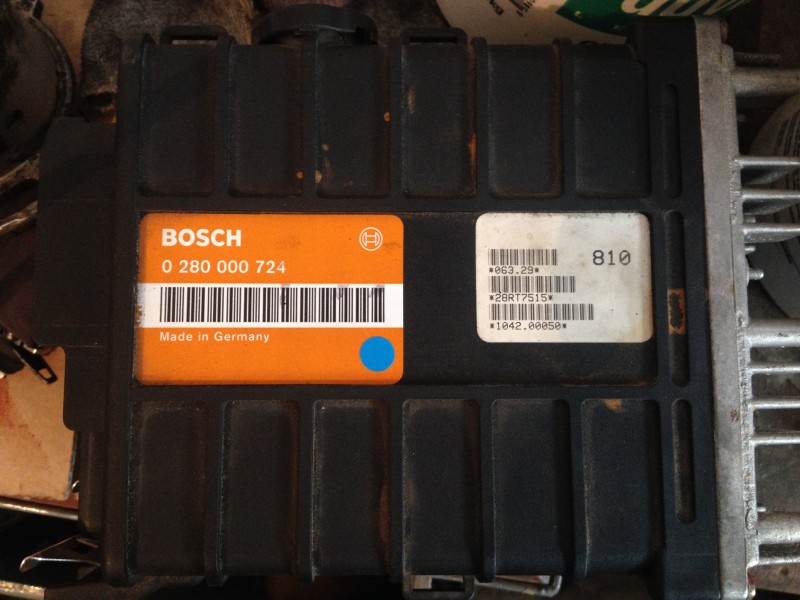 BOSCH
0 280 000 724
Made in Germany
810
*063.29*
*28RT7515*
*1042.00050*